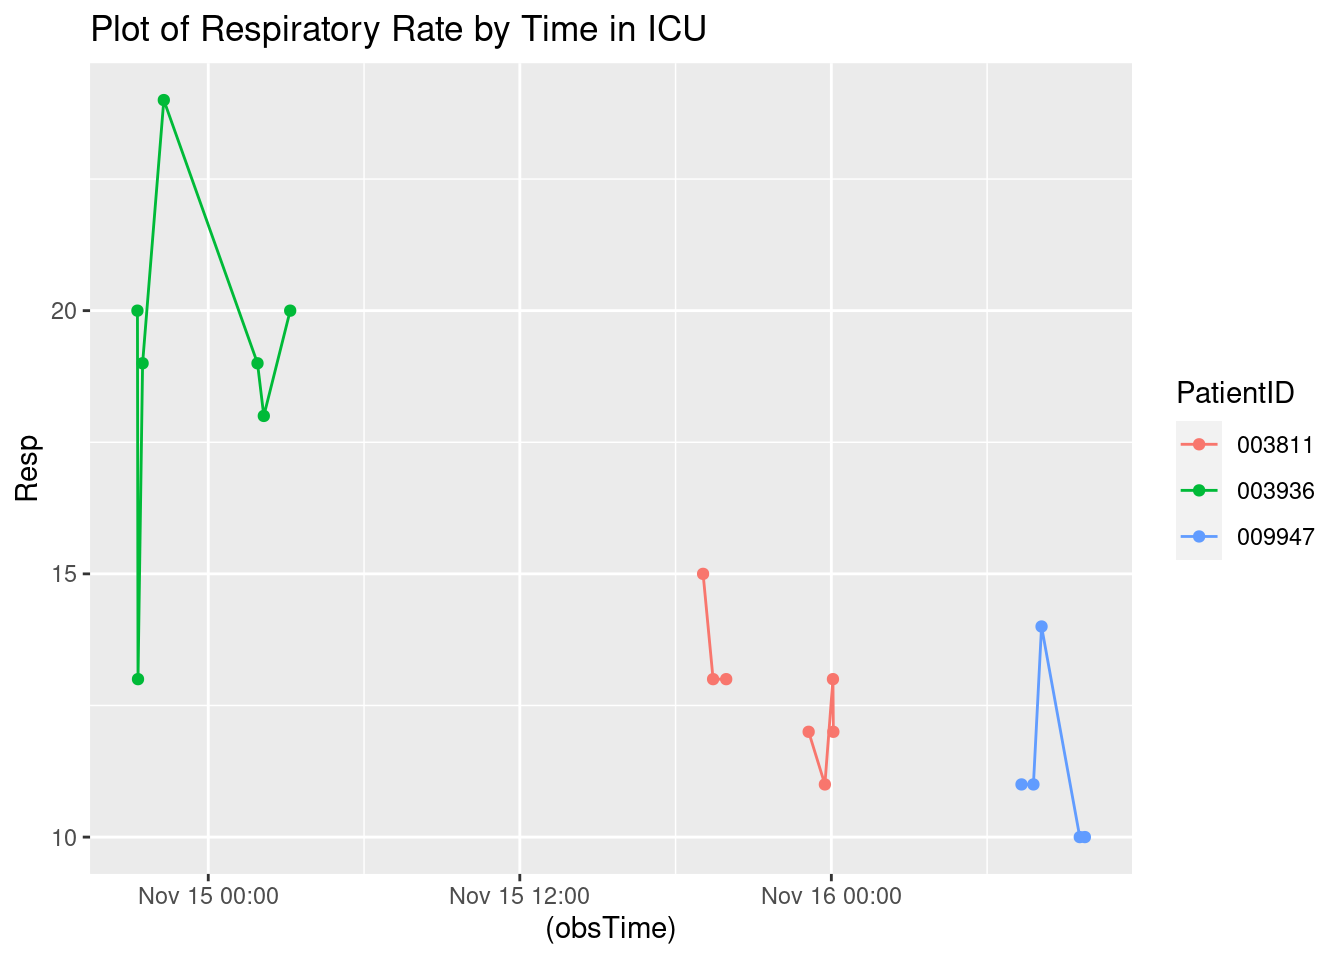 Plot of Respiratory Rate by Time in ICU
Resp
20
15
10
Nov 15 00:00
Nov 15 12:00
Nov 16 00:00
(obsTime)
PatientID
003811
003936
009947